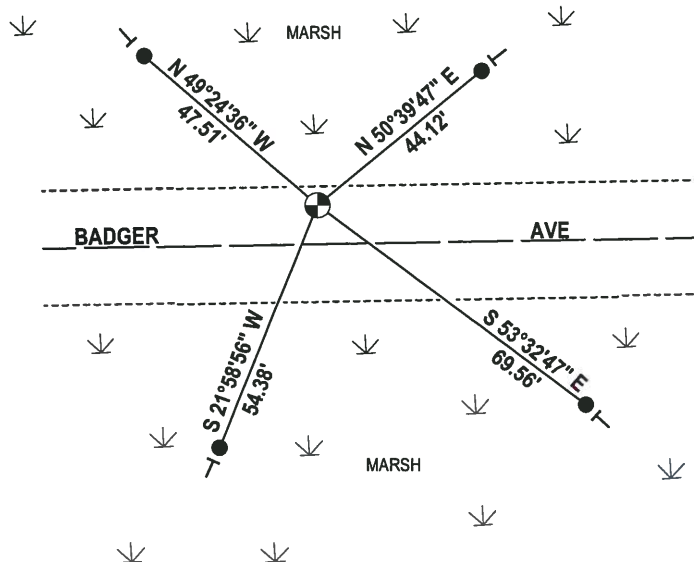 MARSH
N 49°24'36" W
47.51'
N 50°39'47" E
44.12'
BADGER AVE
S 21°58'56" W
54.38'
S 53°32'47" E
69.56'
MARSH